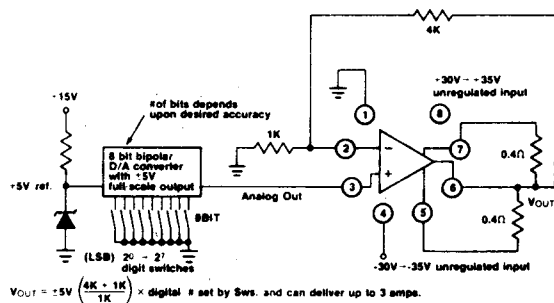 4K
+30V → +35V
unregulated input
1
8
-15V
#of bits depends
upon desired accuracy
1K
2
7
8 bit bipolar
D/A converter
with ±5V
full scale output
+5V ref.
0.4Ω
3
6
Analog Out
8BIT
VOUT
4
5
0.4Ω
(LSB) 2⁰ → 2⁷
digit switches
-30V→-35V unregulated input
VOUT = ±5V (4K + 1K / 1K) × digital # set by Sws. and can deliver up to 3 amps.